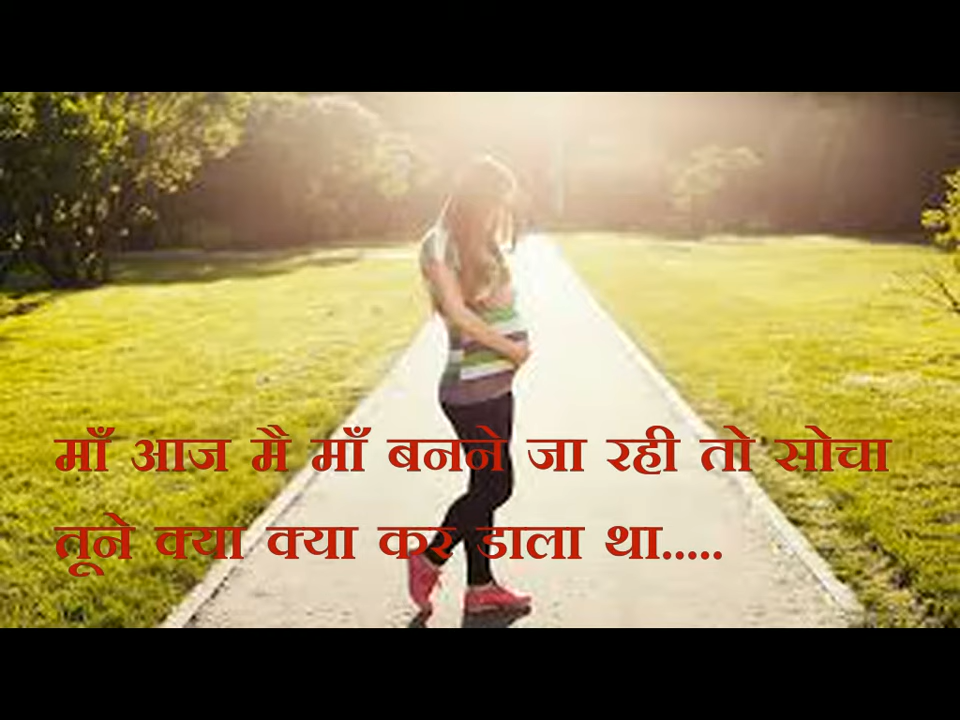 माँ आज मै माँ बनने जा रही तो सोचा
तूने क्या क्या कर डाला था.....